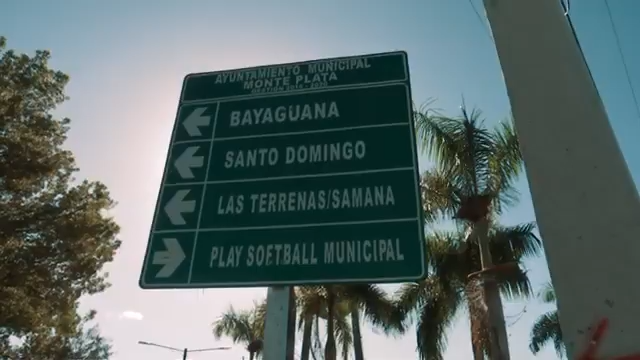 AYUNTAMIENTO MUNICIPAL
MONTE PLATA
BAYAGUANA
SANTO DOMINGO
LAS TERRENAS/SAMANA
PLAY SOFTBALL MUNICIPAL